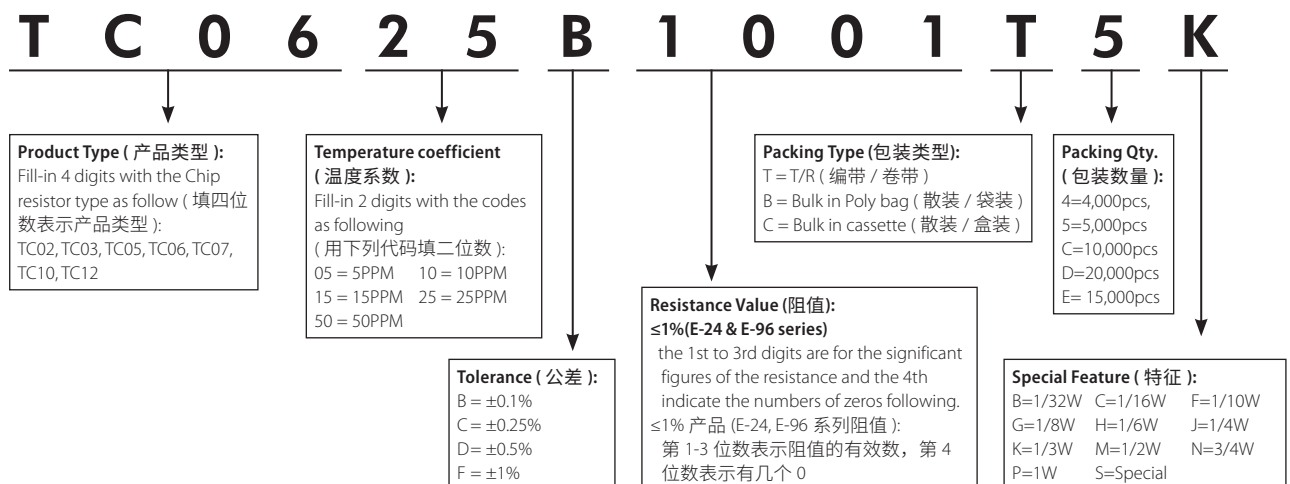 TC0625B1001T5K
Product Type ( 产品类型 ):
Fill-in 4 digits with the Chip
resistor type as follow ( 填四位
数表示产品类型 ):
TC02, TC03, TC05, TC06, TC07,
TC10, TC12
Temperature coefficient
( 温度系数 ):
Fill-in 2 digits with the codes
as following
( 用下列代码填二位数 ):
05 = 5PPM 10 = 10PPM
15 = 15PPM 25 = 25PPM
50 = 50PPM
Tolerance ( 公差 ):
B = ±0.1%
C = ±0.25%
D= ±0.5%
F = ±1%
Resistance Value (阻值):
≤1%(E-24 & E-96 series)
the 1st to 3rd digits are for the significant
figures of the resistance and the 4th
indicate the numbers of zeros following.
≤1% 产品 (E-24, E-96 系列阻值 ):
第 1-3 位数表示阻值的有效数，第 4
位数表示有几个 0
Packing Type (包装类型):
T = T/R ( 编带 / 卷带 )
B = Bulk in Poly bag ( 散装 / 袋装 )
C = Bulk in cassette ( 散装 / 盒装 )
Packing Qty.
( 包装数量 ):
4=4,000pcs,
5=5,000pcs
C=10,000pcs
D=20,000pcs
E= 15,000pcs
Special Feature ( 特征 ):
B=1/32W C=1/16W F=1/10W
G=1/8W H=1/6W J=1/4W
K=1/3W M=1/2W N=3/4W
P=1W S=Special